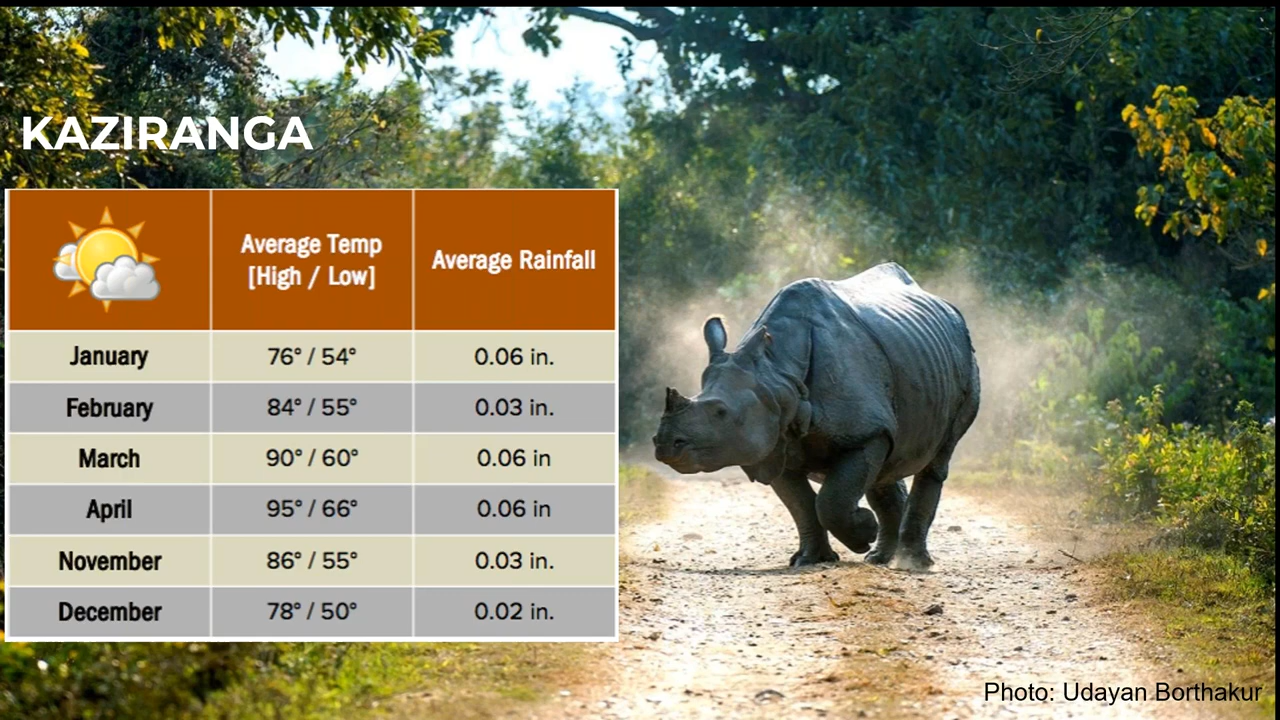 KAZIRANGA
Average Temp
[High / Low]
Average Rainfall
January 76° / 54° 0.06 in.
February 84° / 55° 0.03 in.
March 90° / 60° 0.06 in
April 95° / 66° 0.06 in
November 86° / 55° 0.03 in.
December 78° / 50° 0.02 in.
Photo: Udayan Borthakur